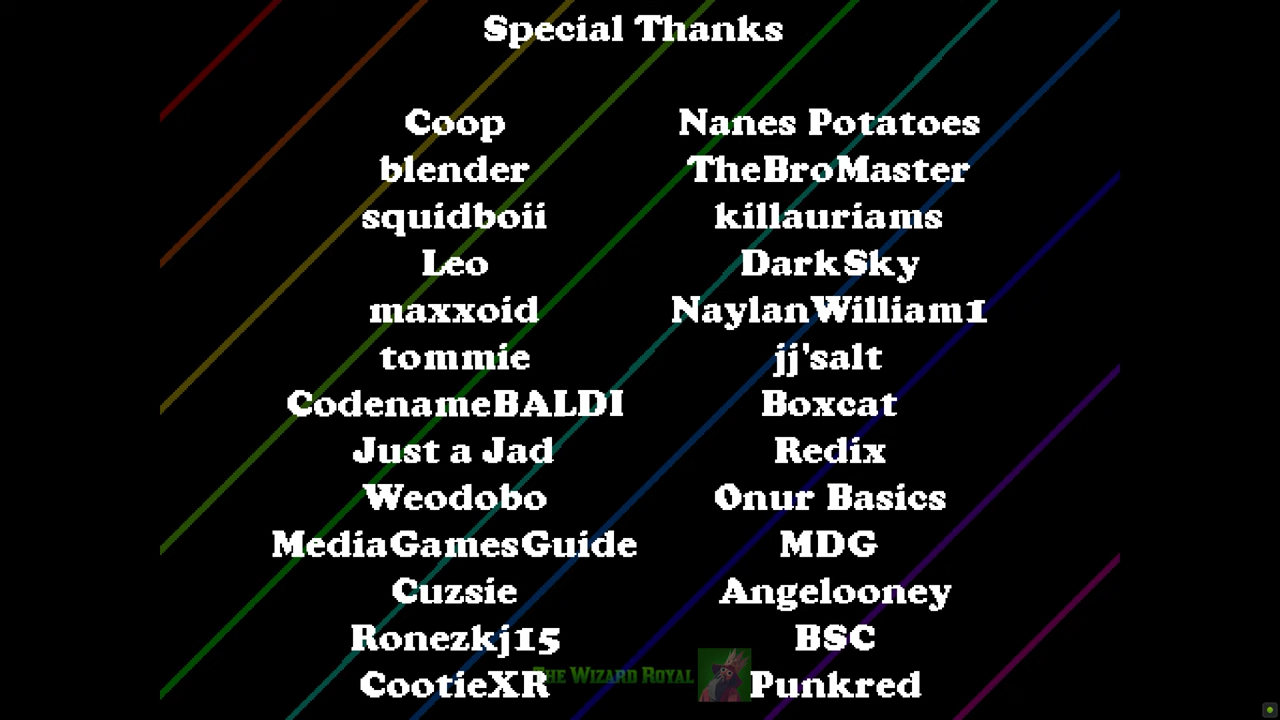 Special Thanks
Coop
blender
squidboii
Leo
maxxoid
tommie
CodenameBALDI
Just a Jad
Weodobo
MediaGamesGuide
Cuzsie
Ronezkj15
CootieXR
Nanes Potatoes
TheBroMaster
killauriams
DarkSky
NaylanWilliam1
jj'salt
Boxcat
Redix
Onur Basics
MDG
Angelooney
BSC
Punkred
The Wizard Royal